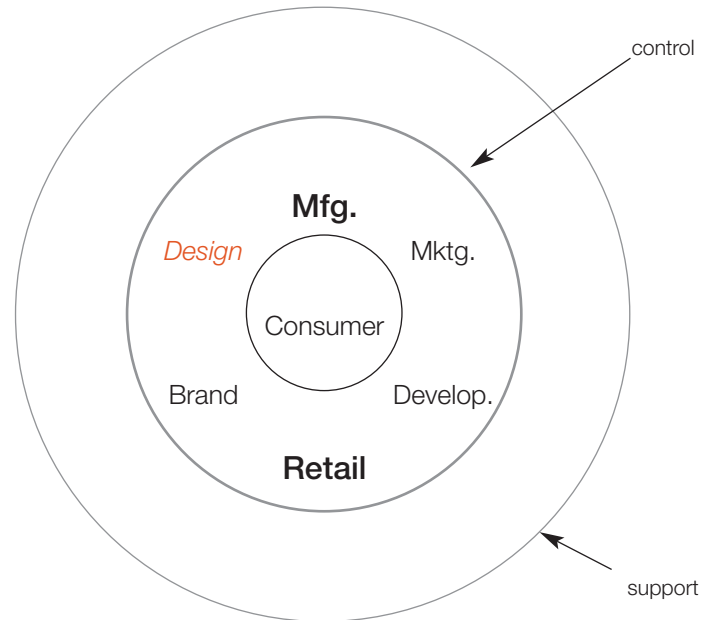 control
Mfg.
Design
Mktg.
Consumer
Brand
Develop.
Retail
support